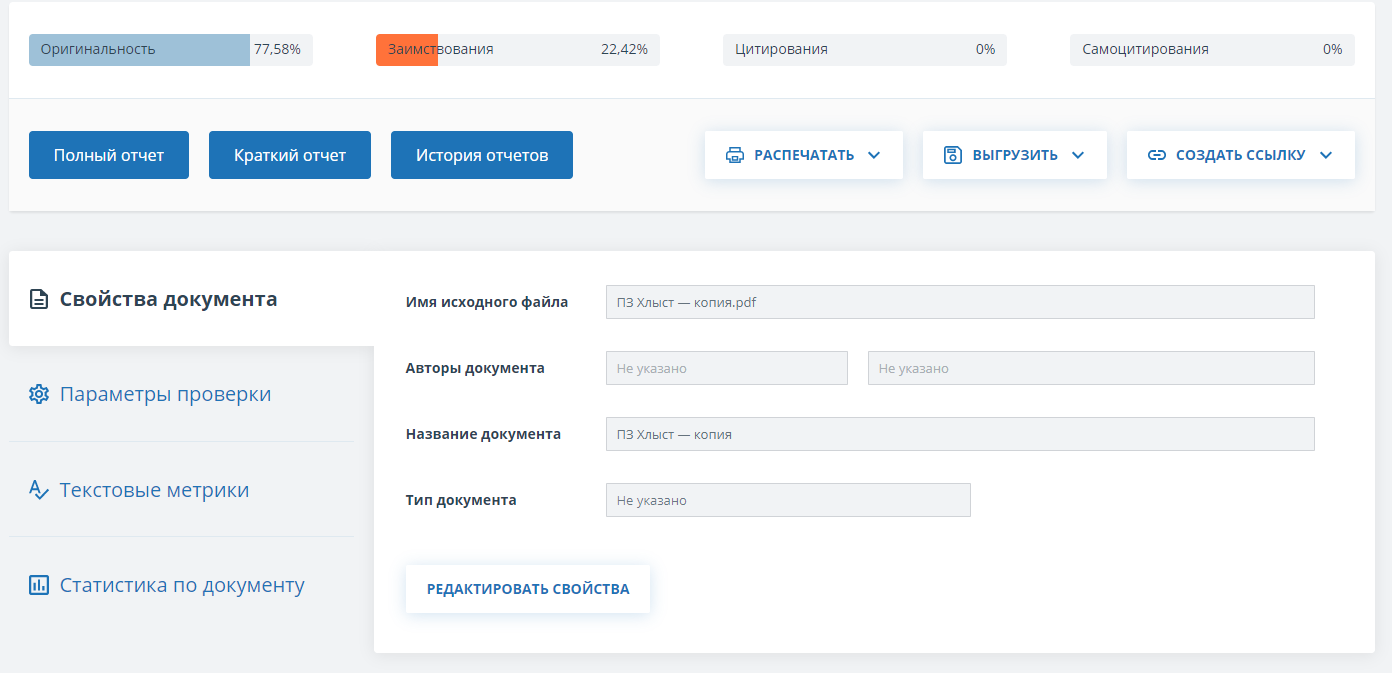 Оригинальность 77,58% Заимствования 22,42% Цитирования 0% Самоцитирования 0%
Полный отчет Краткий отчет История отчетов РАСПЕЧАТАТЬ ВЫГРУЗИТЬ СОЗДАТЬ ССЫЛКУ
Свойства документа
Параметры проверки
Текстовые метрики
Статистика по документу
Имя исходного файла ПЗ Хлыст — копия.pdf
Авторы документа Не указано Не указано
Название документа ПЗ Хлыст — копия
Тип документа Не указано
РЕДАКТИРОВАТЬ СВОЙСТВА